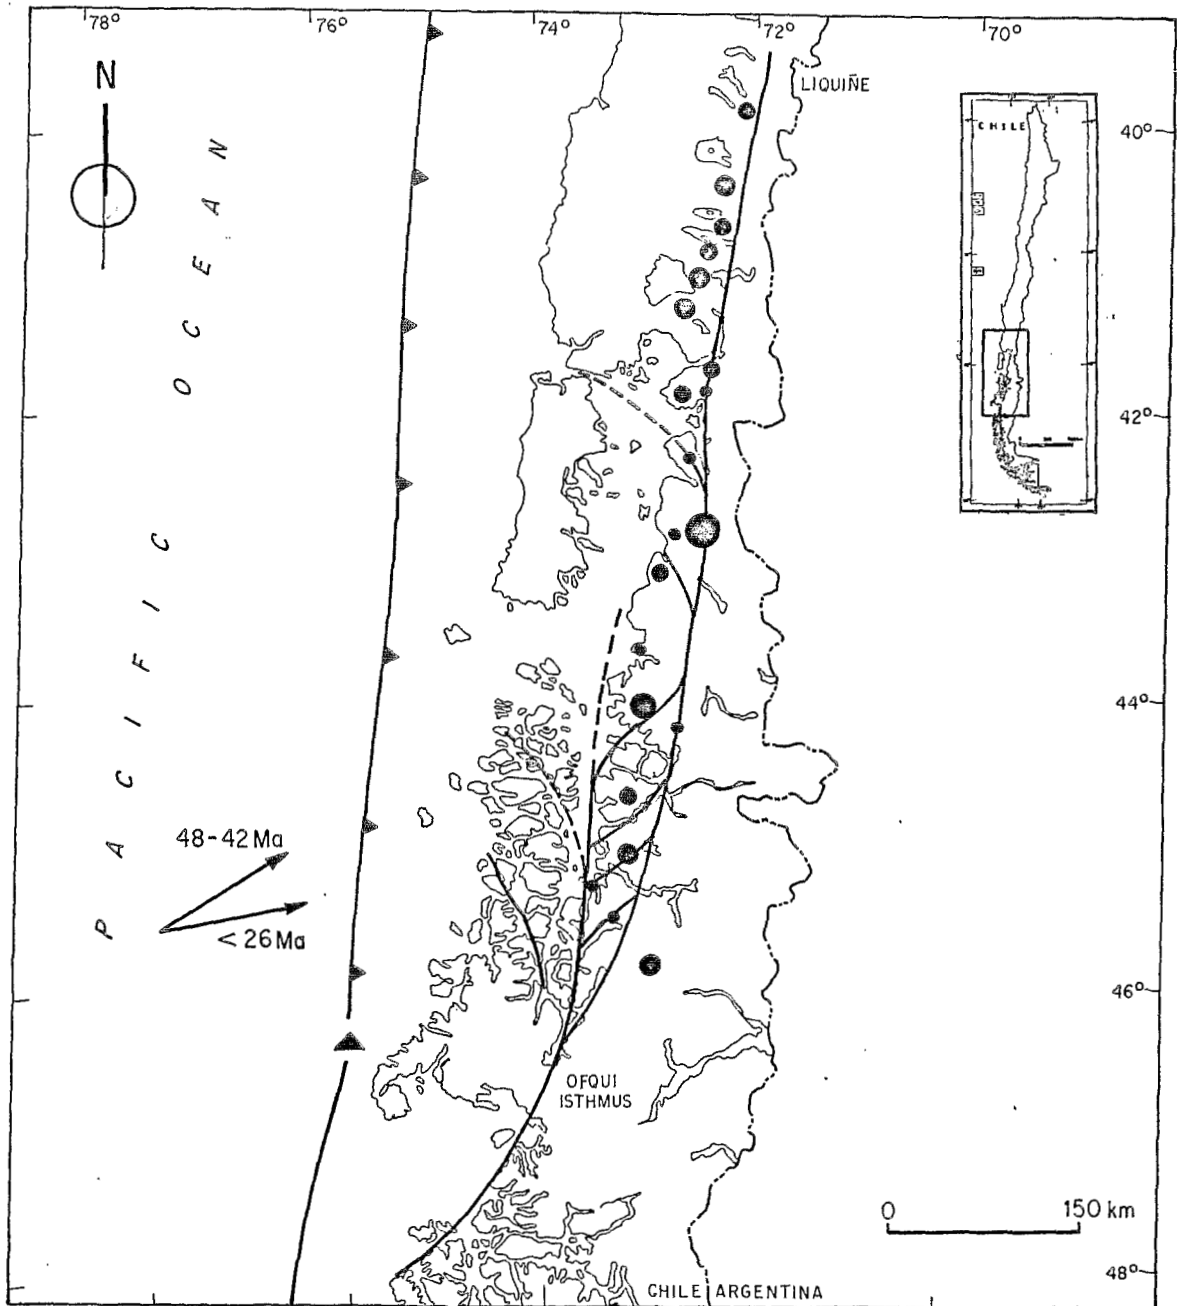 78° 76° 74° 72° 70°
N
LIQUIÑE
CHILE
40°
PACIFIC OCEAN
42°
44°
48-42 Ma
< 26 Ma
46°
OFQUI
ISTHMUS
0 150 km
48°
CHILE ARGENTINA